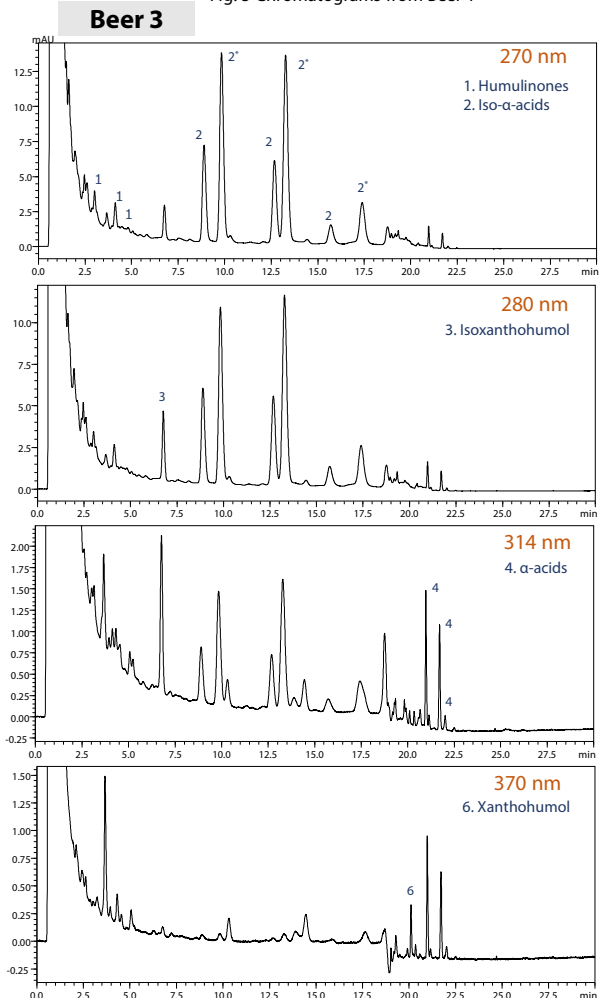 Beer 3
mAU
270 nm
1. Humulinones
2. Iso-α-acids
12.5
10.0
7.5
5.0
2.5
0.0
1
1
1
2
2*
2
2*
2
2*
0.0 2.5 5.0 7.5 10.0 12.5 15.0 17.5 20.0 22.5 25.0 27.5 min
280 nm
3. Isoxanthohumol
10.0
7.5
5.0
2.5
0.0
3
0.0 2.5 5.0 7.5 10.0 12.5 15.0 17.5 20.0 22.5 25.0 27.5 min
314 nm
4. α-acids
2.00
1.75
1.50
1.25
1.00
0.75
0.50
0.25
0.00
-0.25
4
4
4
0.0 2.5 5.0 7.5 10.0 12.5 15.0 17.5 20.0 22.5 25.0 27.5 min
370 nm
6. Xanthohumol
1.50
1.25
1.00
0.75
0.50
0.25
0.00
-0.25
6
0.0 2.5 5.0 7.5 10.0 12.5 15.0 17.5 20.0 22.5 25.0 27.5 min